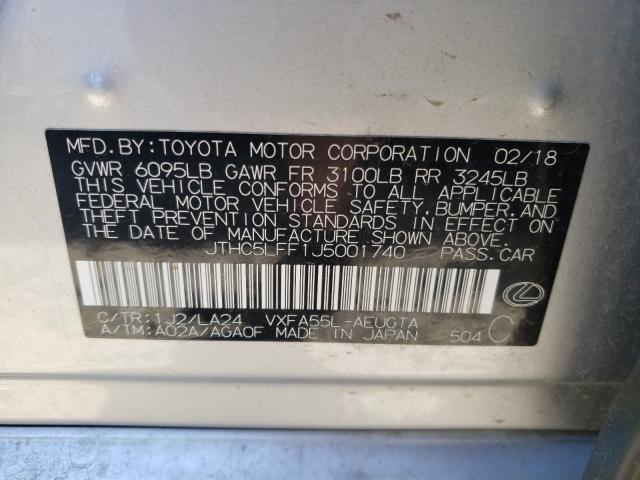 MFD.BY:TOYOTA MOTOR CORPORATION 02/18
GVWR 6095LB GAWR FR 3100LB RR 3245LB
THIS VEHICLE CONFORMS TO ALL APPLICABLE
FEDERAL MOTOR VEHICLE SAFETY,BUMPER,AND
THEFT PREVENTION STANDARDS IN EFFECT ON
THE DATE OF MANUFACTURE SHOWN ABOVE.
JTHC5LFF1J5001740 PASS.CAR
C/TR:1J2/LA24 VXFA55L-AEUGTA
A/TM:A02A/AGA0F MADE IN JAPAN 504 C